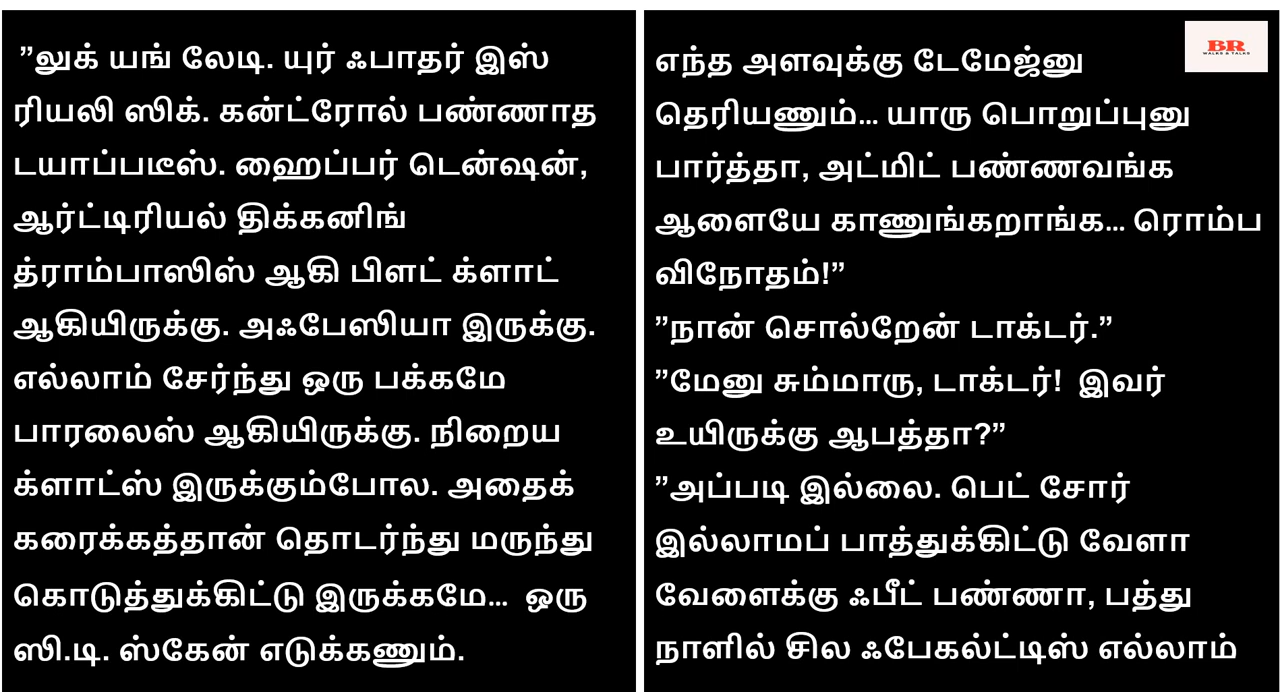 ”லுக் யங் லேடி. யுர் ஃபாதர் இஸ்
ரியலி ஸிக். கன்ட்ரோல் பண்ணாத
டயாப்படீஸ். ஹைப்பர் டென்ஷன்,
ஆர்ட்டிரியல் திக்கனிங்
த்ராம்பாஸிஸ் ஆகி பிளட் க்ளாட்
ஆகியிருக்கு. அஃபேஸியா இருக்கு.
எல்லாம் சேர்ந்து ஒரு பக்கமே
பாரலைஸ் ஆகியிருக்கு. நிறைய
க்ளாட்ஸ் இருக்கும்போல. அதைக்
கரைக்கத்தான் தொடர்ந்து மருந்து
கொடுத்துக்கிட்டு இருக்கமே... ஒரு
ஸி.டி. ஸ்கேன் எடுக்கணும்.
எந்த அளவுக்கு டேமேஜ்னு
தெரியணும்... யாரு பொறுப்புனு
பார்த்தா, அட்மிட் பண்ணவங்க
ஆளையே காணுங்கறாங்க... ரொம்ப
விநோதம்!”
”நான் சொல்றேன் டாக்டர்.”
”மேனு சும்மாரு, டாக்டர்! இவர்
உயிருக்கு ஆபத்தா?”
”அப்படி இல்லை. பெட் சோர்
இல்லாமப் பாத்துக்கிட்டு வேளா
வேளைக்கு ஃபீட் பண்ணா, பத்து
நாளில் சில ஃபேகல்ட்டிஸ் எல்லாம்
BR
WALKS & TALKS